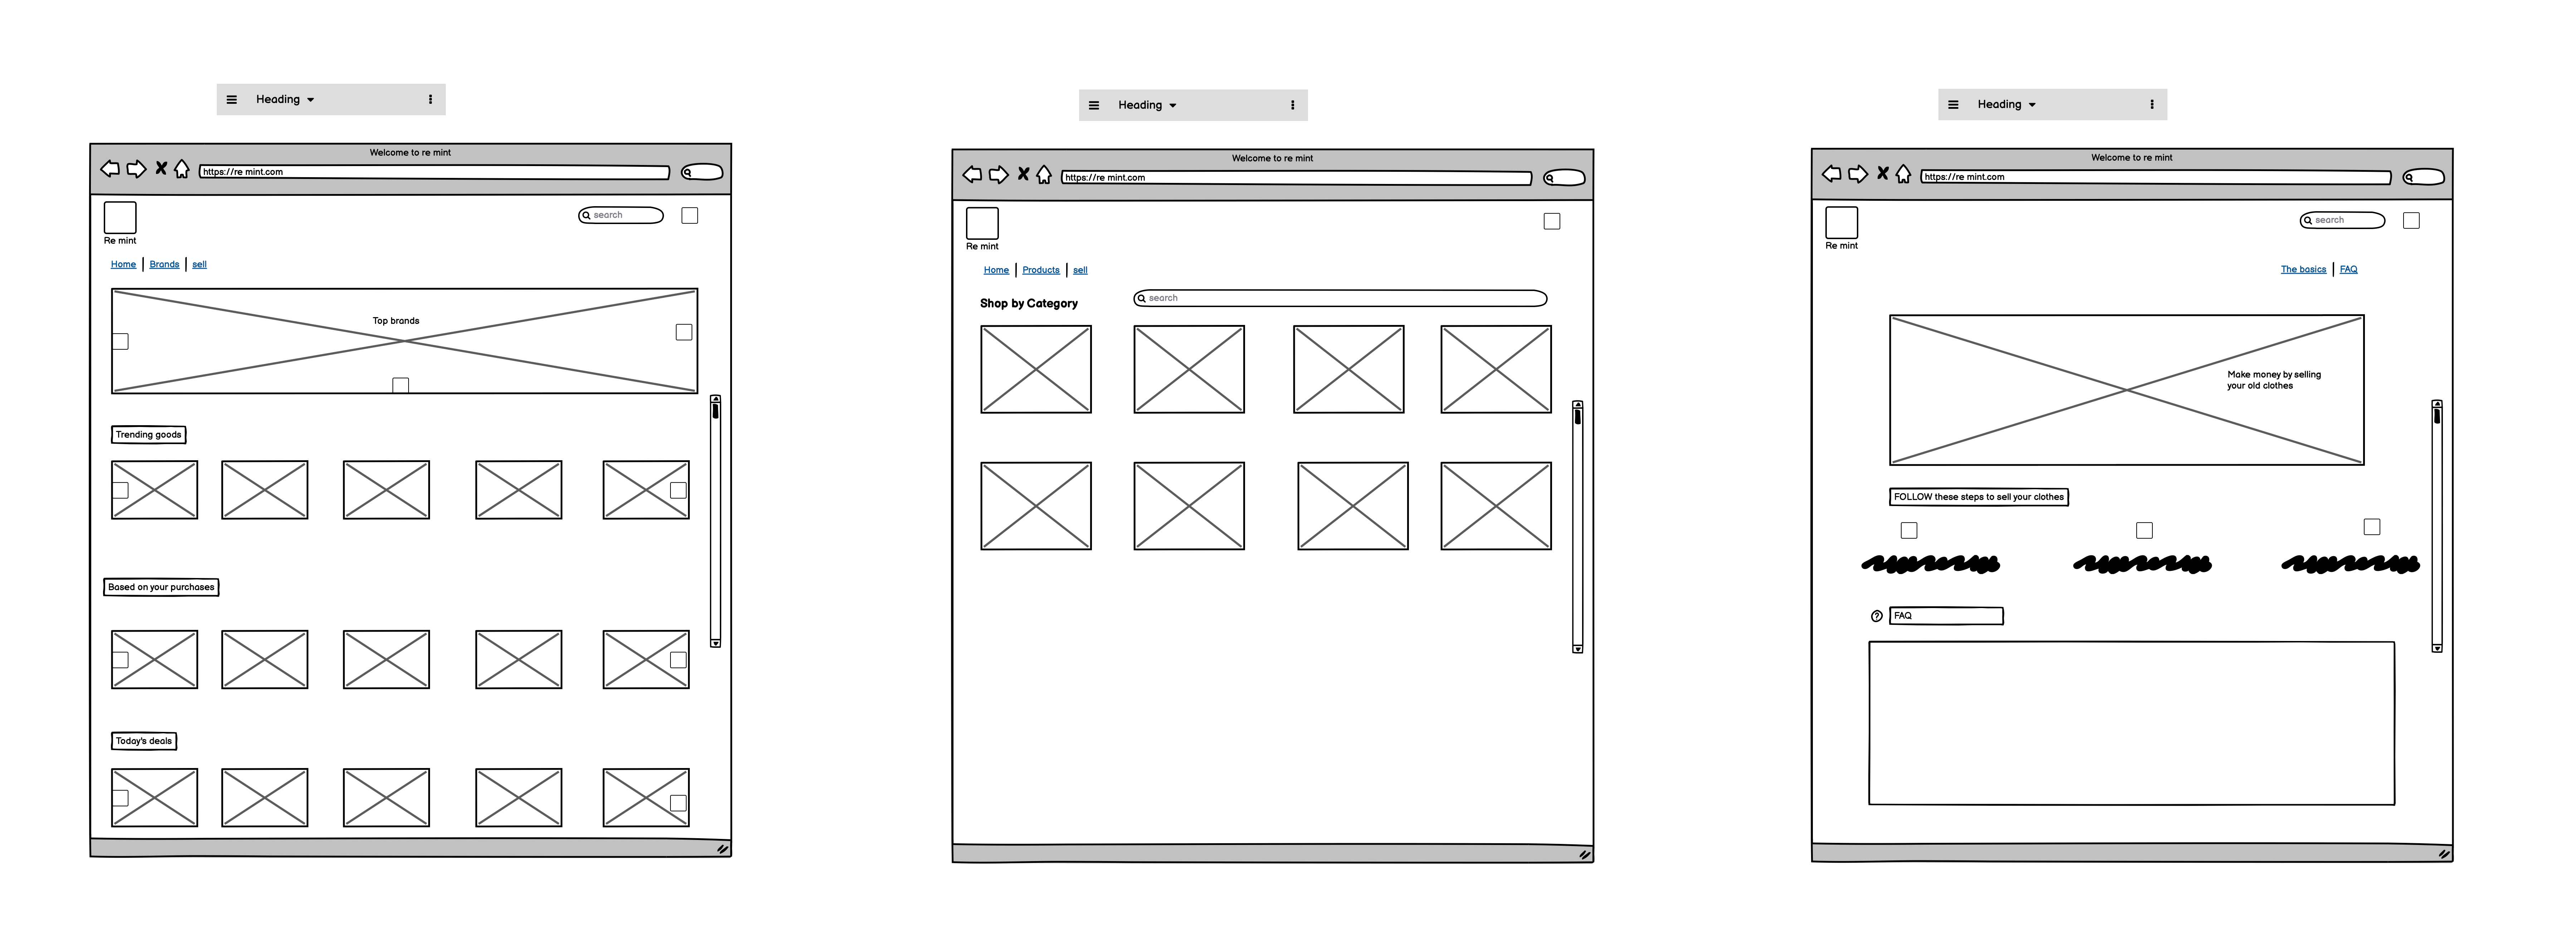 Heading
Welcome to re mint
https://re mint.com
search
Re mint
Home Brands sell
Top brands
Trending goods
Based on your purchases
Today's deals
Heading
Welcome to re mint
https://re mint.com
Re mint
Home Products sell
Shop by Category
search
Heading
Welcome to re mint
https://re mint.com
search
Re mint
The basics FAQ
Make money by selling
your old clothes
FOLLOW these steps to sell your clothes
? FAQ